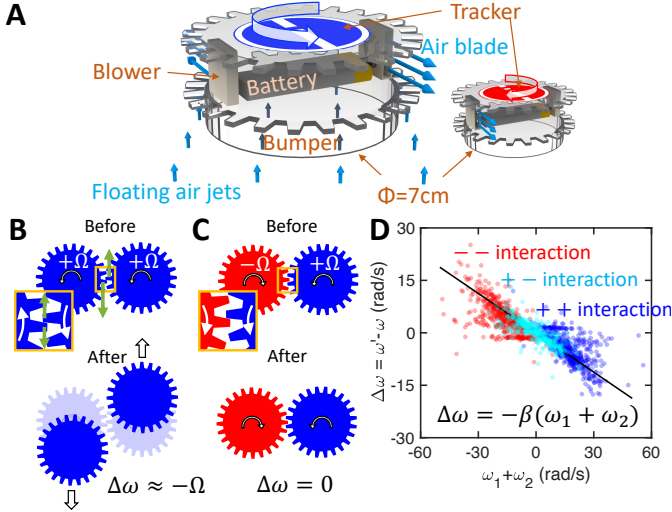 A
Tracker
Air blade
Blower
Battery
Bumper
Floating air jets
Φ=7cm
B
Before
+Ω
+Ω
After
Δω ≈ −Ω
C
Before
−Ω
+Ω
After
Δω = 0
D
Δω = ω'- ω (rad/s)
30
15
0
-15
-30
− − interaction
+ − interaction
+ + interaction
Δω = −β(ω₁ + ω₂)
-60
-30
0
30
60
ω₁+ω₂ (rad/s)